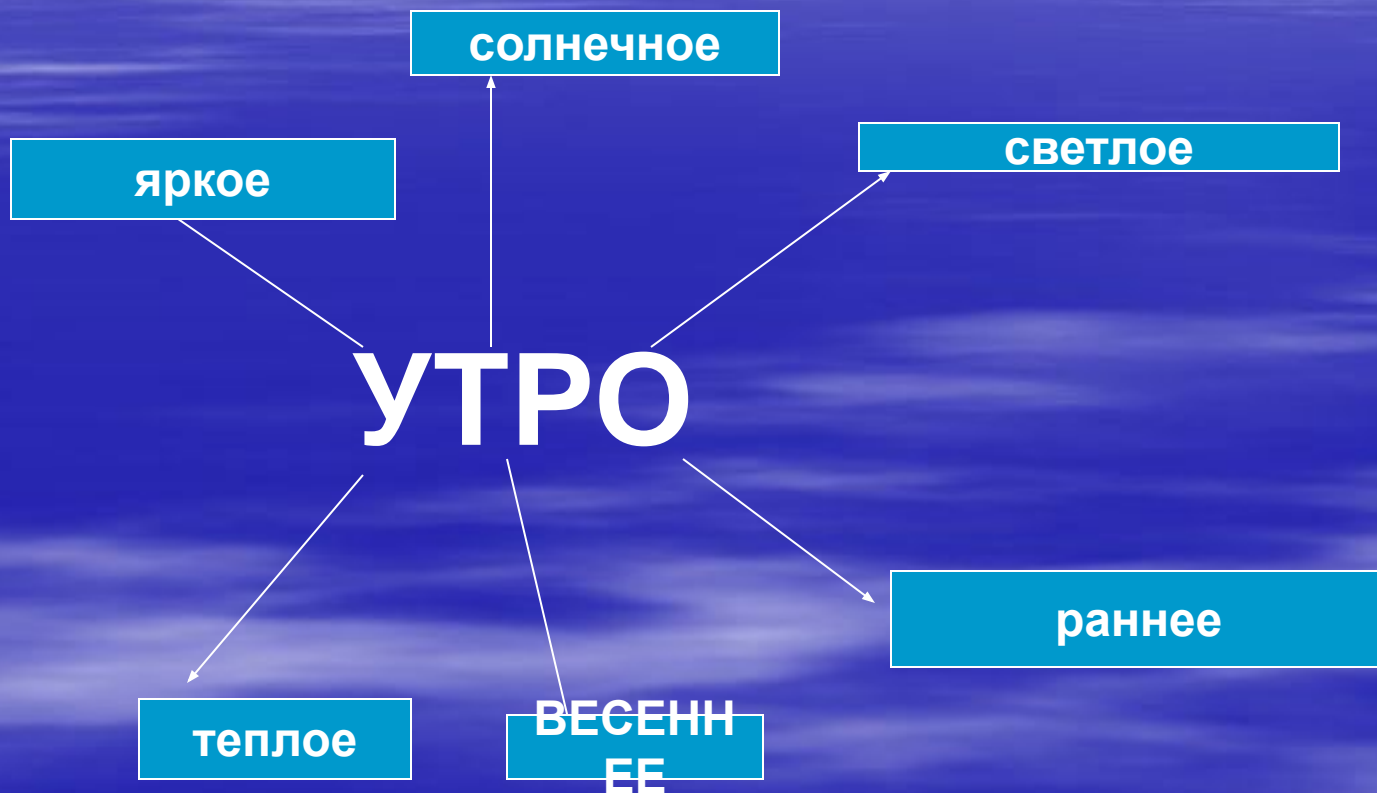 солнечное
светлое
яркое
УТРО
раннее
теплое
ВЕСЕНН
ЕЕ